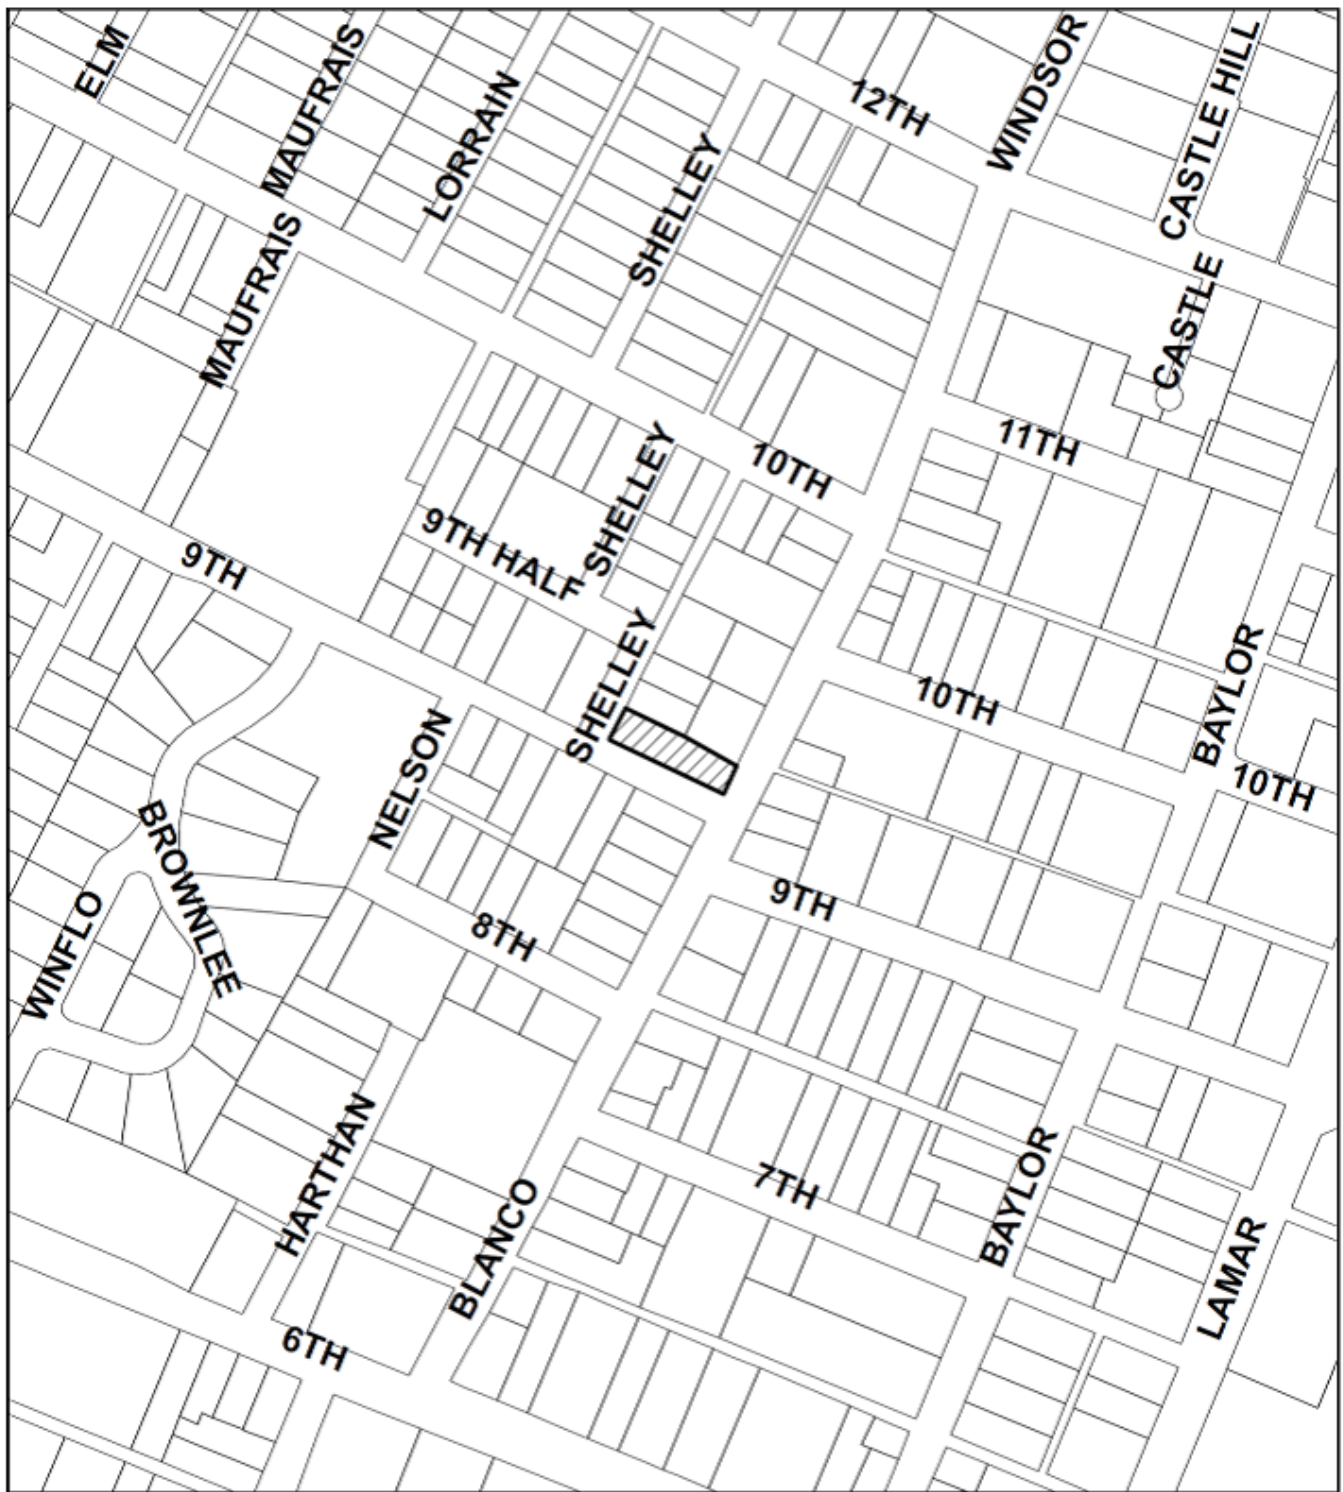 ELM
MAUFRAIS
LORRAIN
SHELLEY
12TH
WINDSOR
CASTLE HILL
MAUFRAIS
CASTLE
SHELLEY
10TH
11TH
9TH
9TH HALF
SHELLEY
NELSON
10TH
BAYLOR
10TH
BROWNLEE
WINFLO
8TH
9TH
HARTHAN
BLANCO
7TH
BAYLOR
LAMAR
6TH